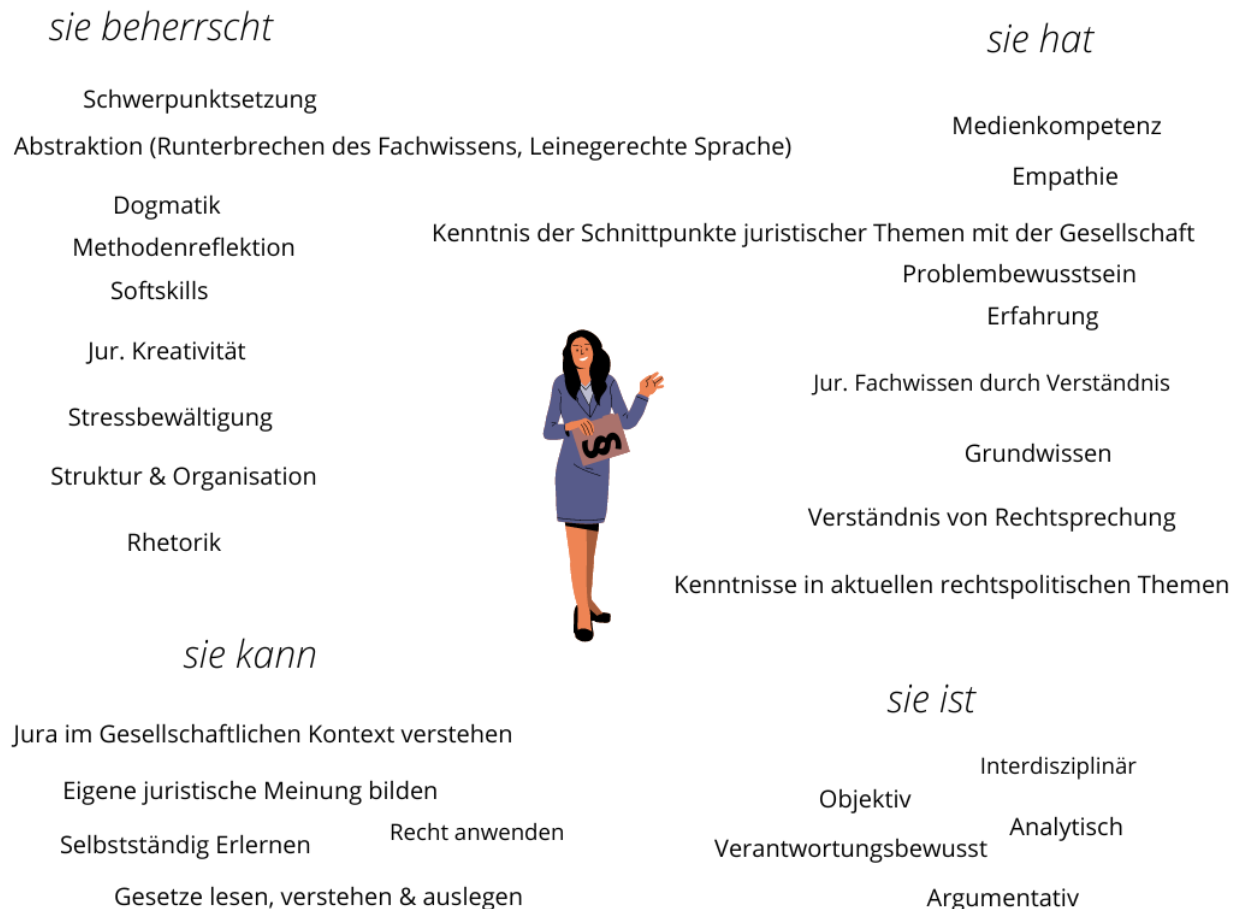 sie beherrscht
Schwerpunktsetzung
Abstraktion (Runterbrechen des Fachwissens, Leinegerechte Sprache)
Dogmatik
Methodenreflektion
Softskills
Jur. Kreativität
Stressbewältigung
Struktur & Organisation
Rhetorik
sie hat
Medienkompetenz
Empathie
Kenntnis der Schnittpunkte juristischer Themen mit der Gesellschaft
Problembewusstsein
Erfahrung
Jur. Fachwissen durch Verständnis
Grundwissen
Verständnis von Rechtsprechung
Kenntnisse in aktuellen rechtspolitischen Themen
§
sie kann
Jura im Gesellschaftlichen Kontext verstehen
Eigene juristische Meinung bilden
Recht anwenden
Selbstständig Erlernen
Gesetze lesen, verstehen & auslegen
sie ist
Interdisziplinär
Objektiv
Analytisch
Verantwortungsbewusst
Argumentativ